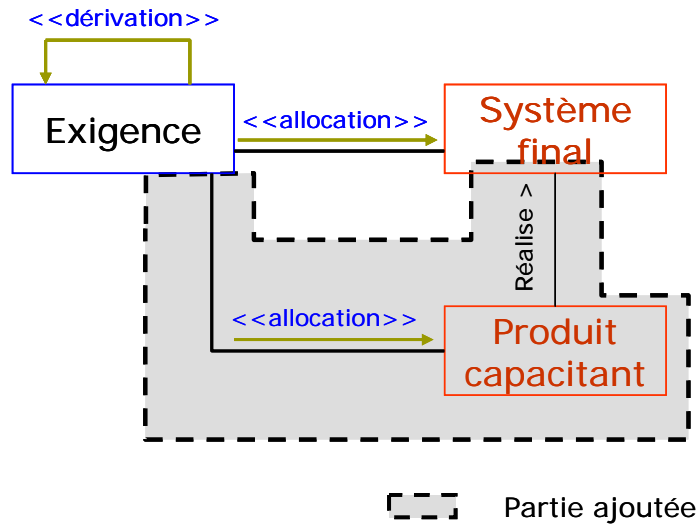 <<dérivation>>
Exigence
<<allocation>>
Système
final
Réalise >
<<allocation>>
Produit
capacitant
Partie ajoutée